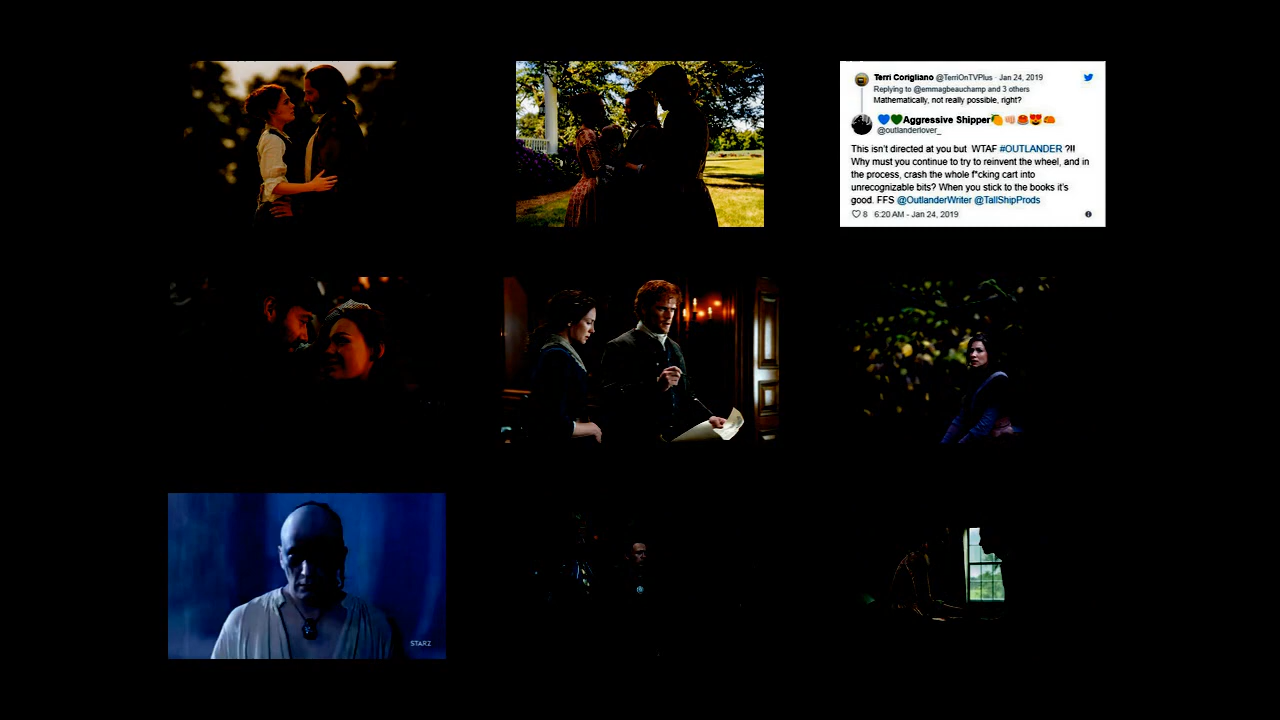 Terri Corigliano @TerriOnTVPlus · Jan 24, 2019
Replying to @emmagbeauchamp and 3 others
Mathematically, not really possible, right?
💙💚Aggressive Shipper🍋👊🏼🥞😻🌮
@outlanderlover_
This isn't directed at you but WTAF #OUTLANDER ?!!
Why must you continue to try to reinvent the wheel, and in
the process, crash the whole f*cking cart into
unrecognizable bits? When you stick to the books it's
good. FFS @OutlanderWriter @TallShipProds
8 6:20 AM - Jan 24, 2019
STARZ